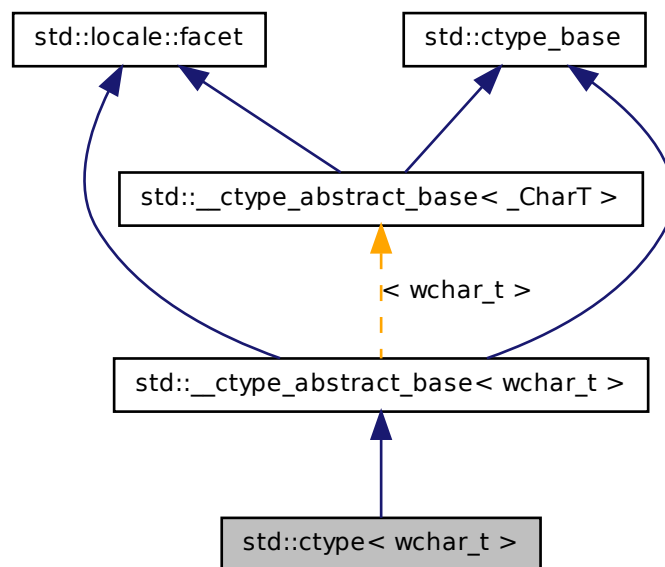 std::locale::facet
std::ctype_base
std::__ctype_abstract_base< _CharT >
< wchar_t >
std::__ctype_abstract_base< wchar_t >
std::ctype< wchar_t >